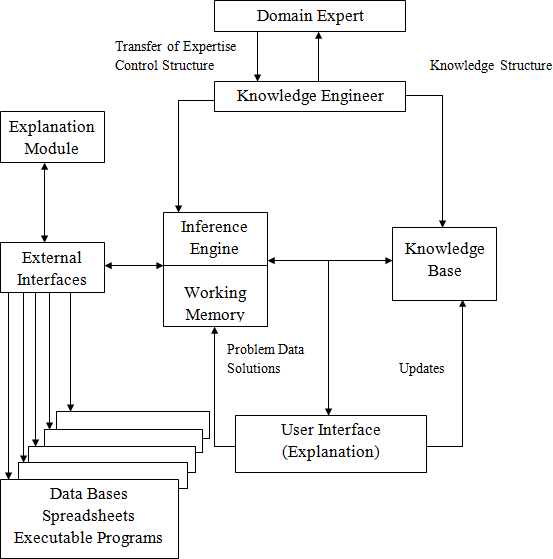 Domain Expert
Transfer of Expertise
Control Structure
Knowledge Structure
Knowledge Engineer
Explanation
Module
Inference
Engine
Knowledge
Base
External
Interfaces
Working
Memory
Problem Data
Solutions
Updates
User Interface
(Explanation)
Data Bases
Spreadsheets
Executable Programs